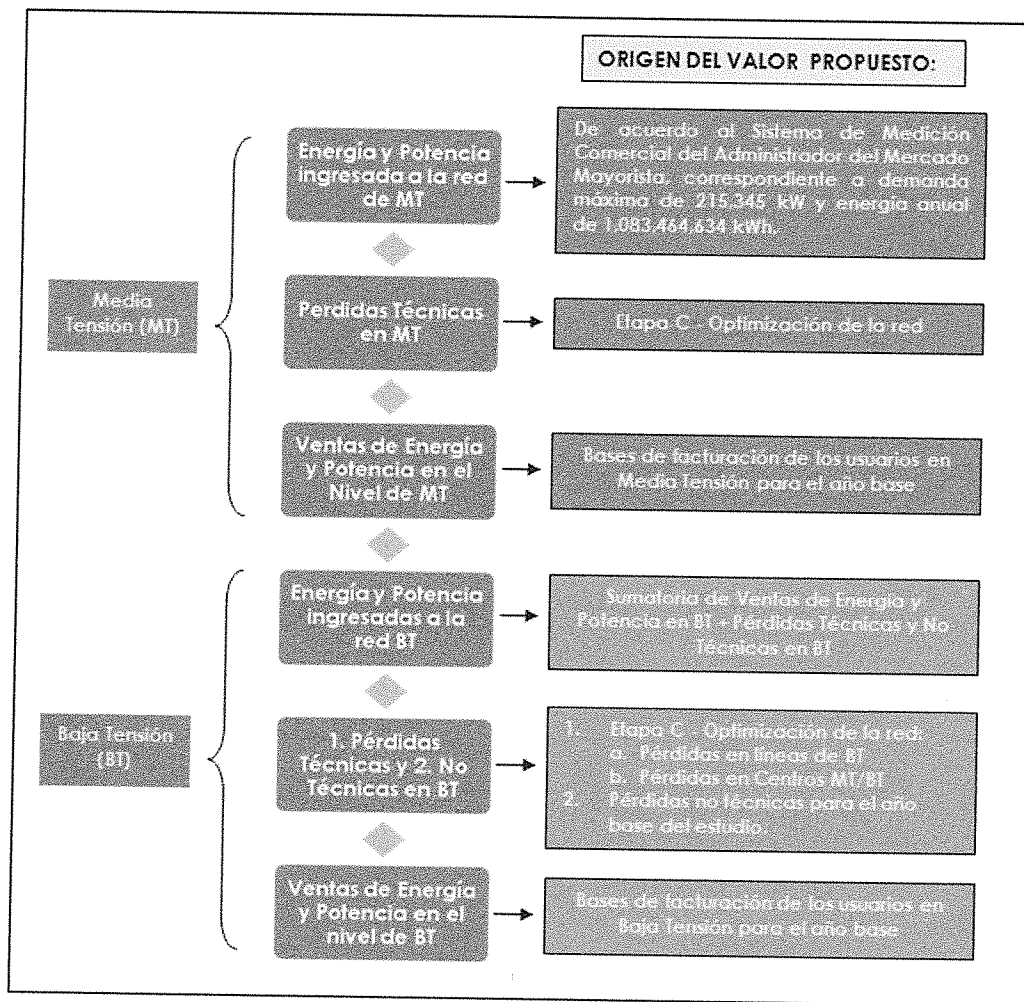 ORIGEN DEL VALOR PROPUESTO:
Media
Tensión (MT)
Energía y Potencia
ingresada a la red
de MT
De acuerdo al Sistema de Medición
Comercial del Administrador del Mercado
Mayorista, correspondiente a demanda
máxima de 215.345 kW y energía anual
de 1,083,464,634 kWh.
Perdidas Técnicas
en MT
Etapa C - Optimización de la red
Ventas de Energía
y Potencia en el
Nivel de MT
Bases de facturación de los usuarios en
Media Tensión para el año base
Baja Tensión
(BT)
Energía y Potencia
ingresadas a la
red BT
Sumatoria de Ventas de Energía y
Potencia en BT + Pérdidas Técnicas y No
Técnicas en BT
1. Pérdidas
Técnicas y 2. No
Técnicas en BT
1. Etapa C - Optimización de la red:
a. Pérdidas en líneas de BT
b. Pérdidas en Centros MT/BT
2. Pérdidas no técnicas para el año
base del estudio.
Ventas de Energía
y Potencia en el
nivel de BT
Bases de facturación de los usuarios en
Baja Tensión para el año base